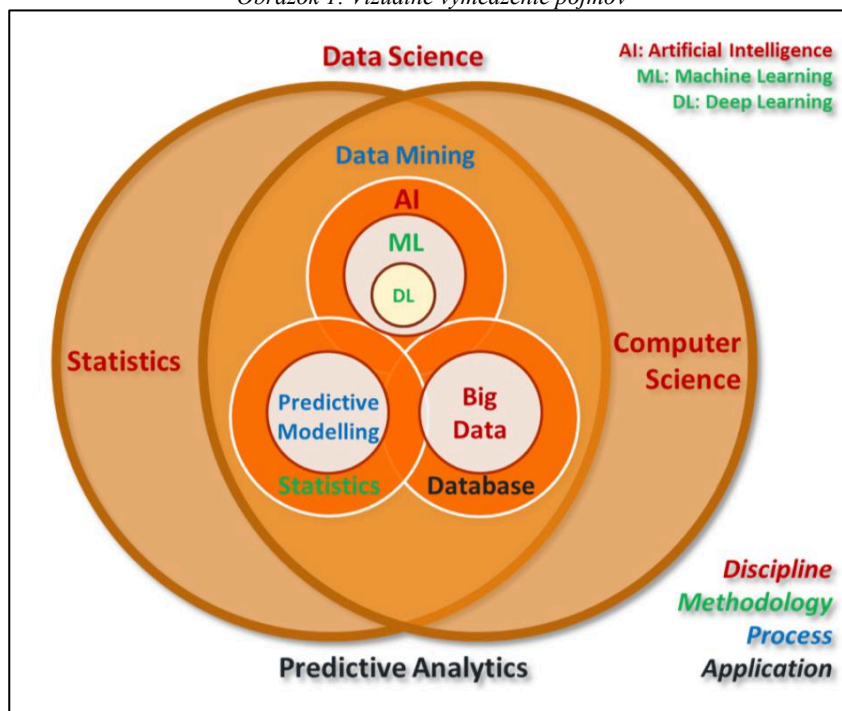 Obrázok 1: Vizuálne vymedzenie pojmov
Data Science
AI: Artificial Intelligence
ML: Machine Learning
DL: Deep Learning
Data Mining
AI
ML
DL
Statistics
Computer
Science
Predictive
Modelling
Big
Data
Statistics
Database
Discipline
Methodology
Process
Application
Predictive Analytics